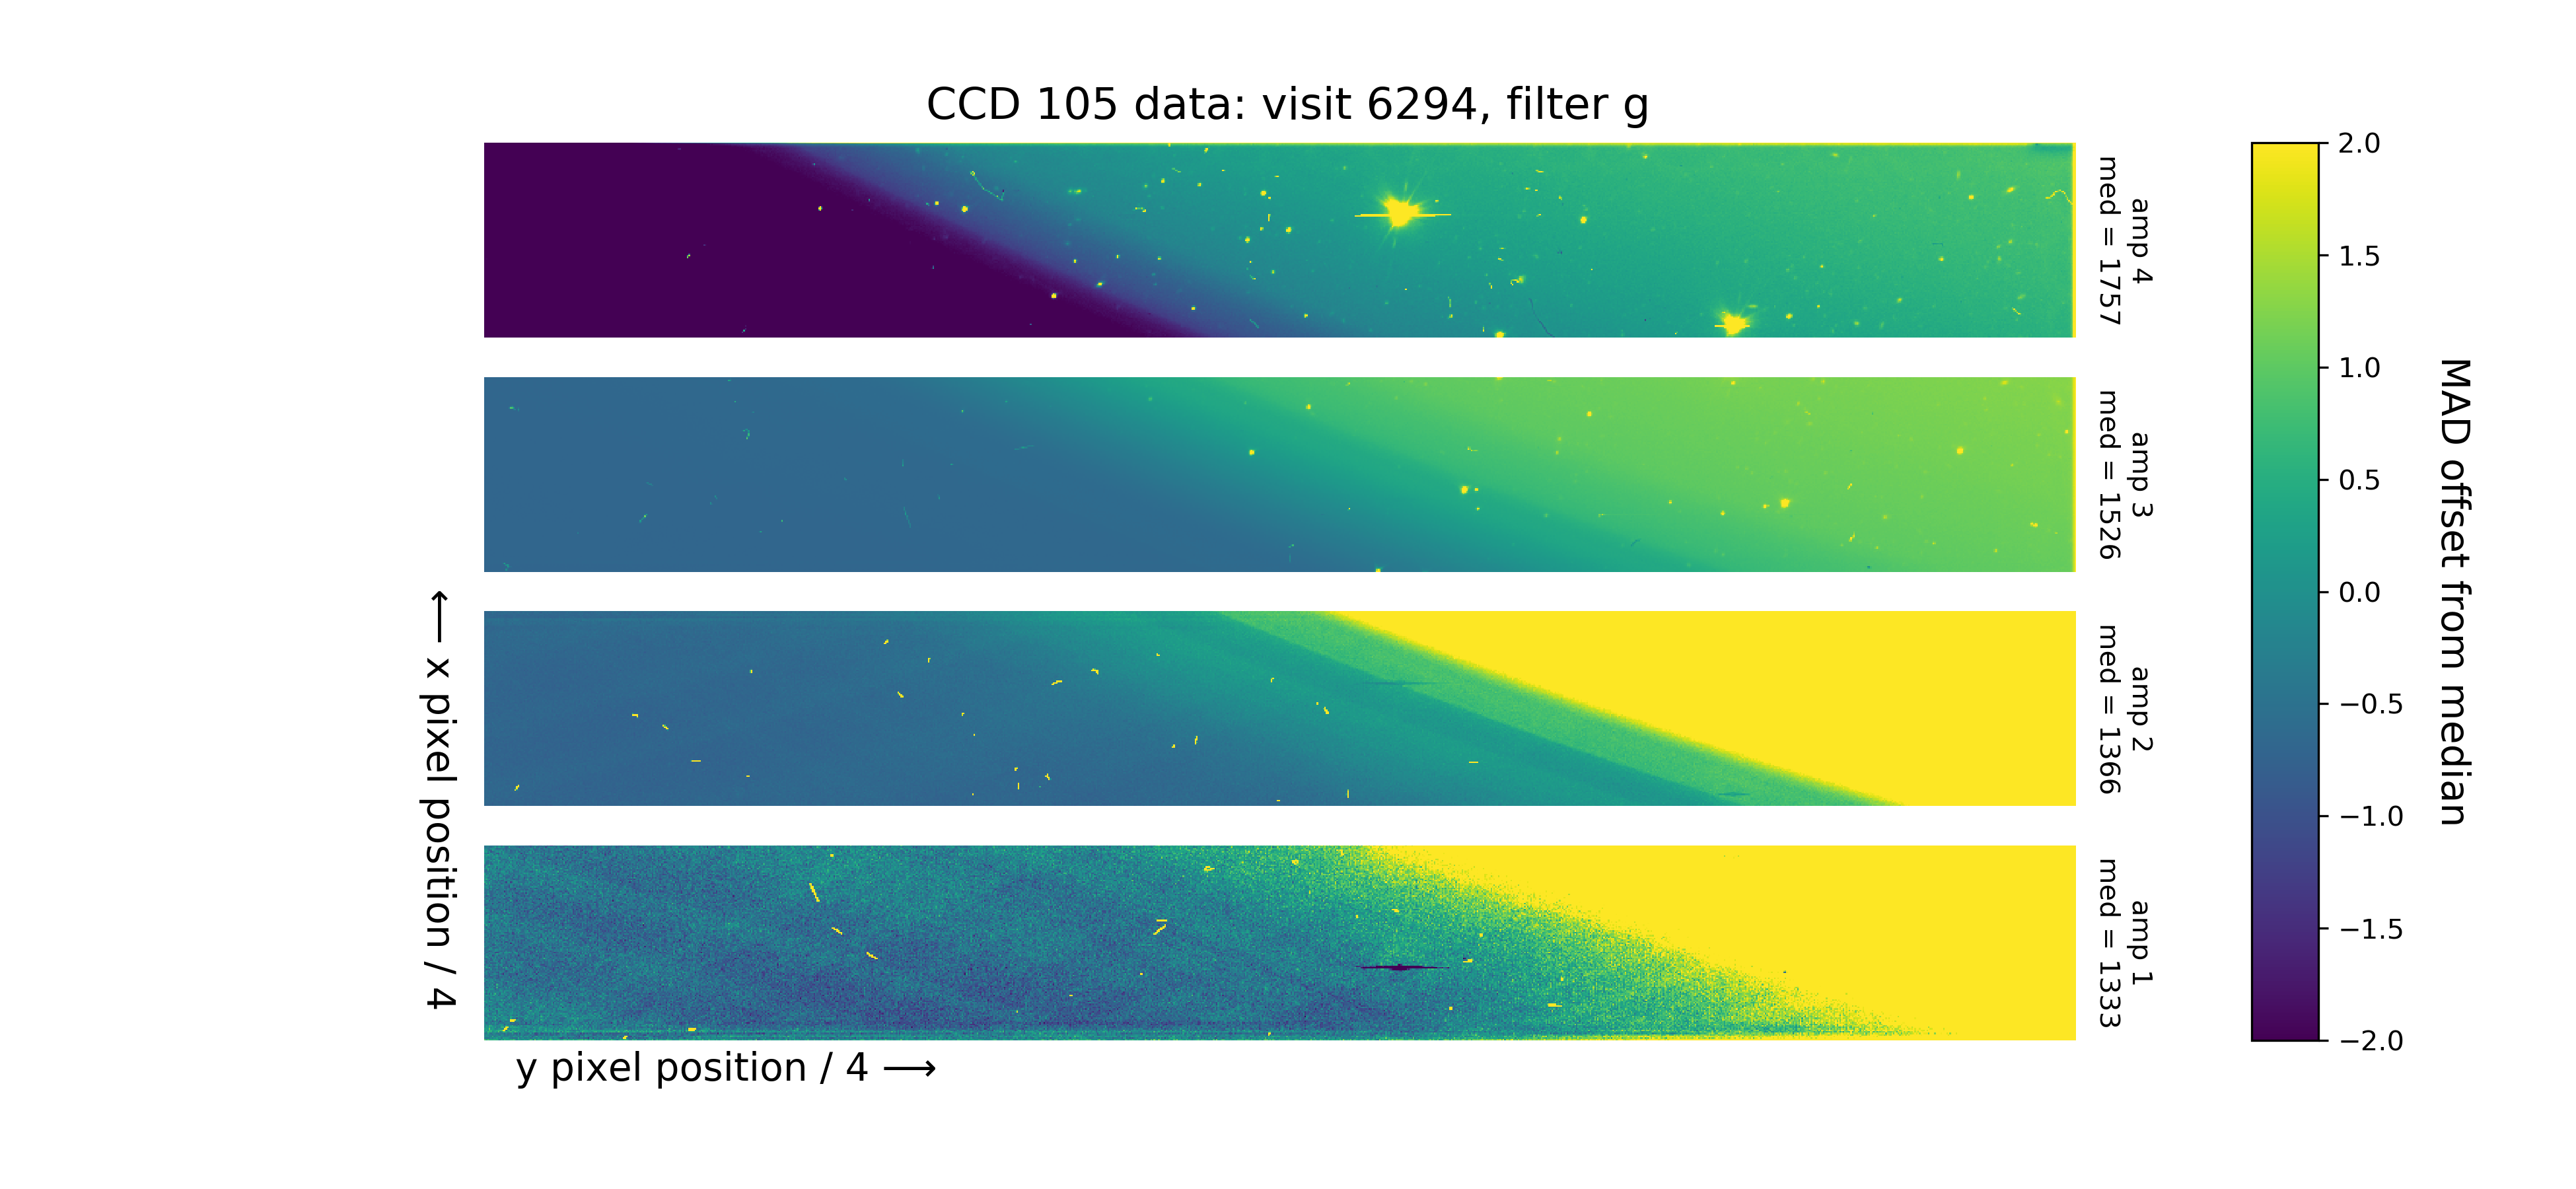 CCD 105 data: visit 6294, filter g
amp 4
med = 1757
amp 3
med = 1526
amp 2
med = 1366
amp 1
med = 1333
⟵ x pixel position / 4
y pixel position / 4 ⟶
2.0
1.5
1.0
0.5
0.0
−0.5
−1.0
−1.5
−2.0
MAD offset from median